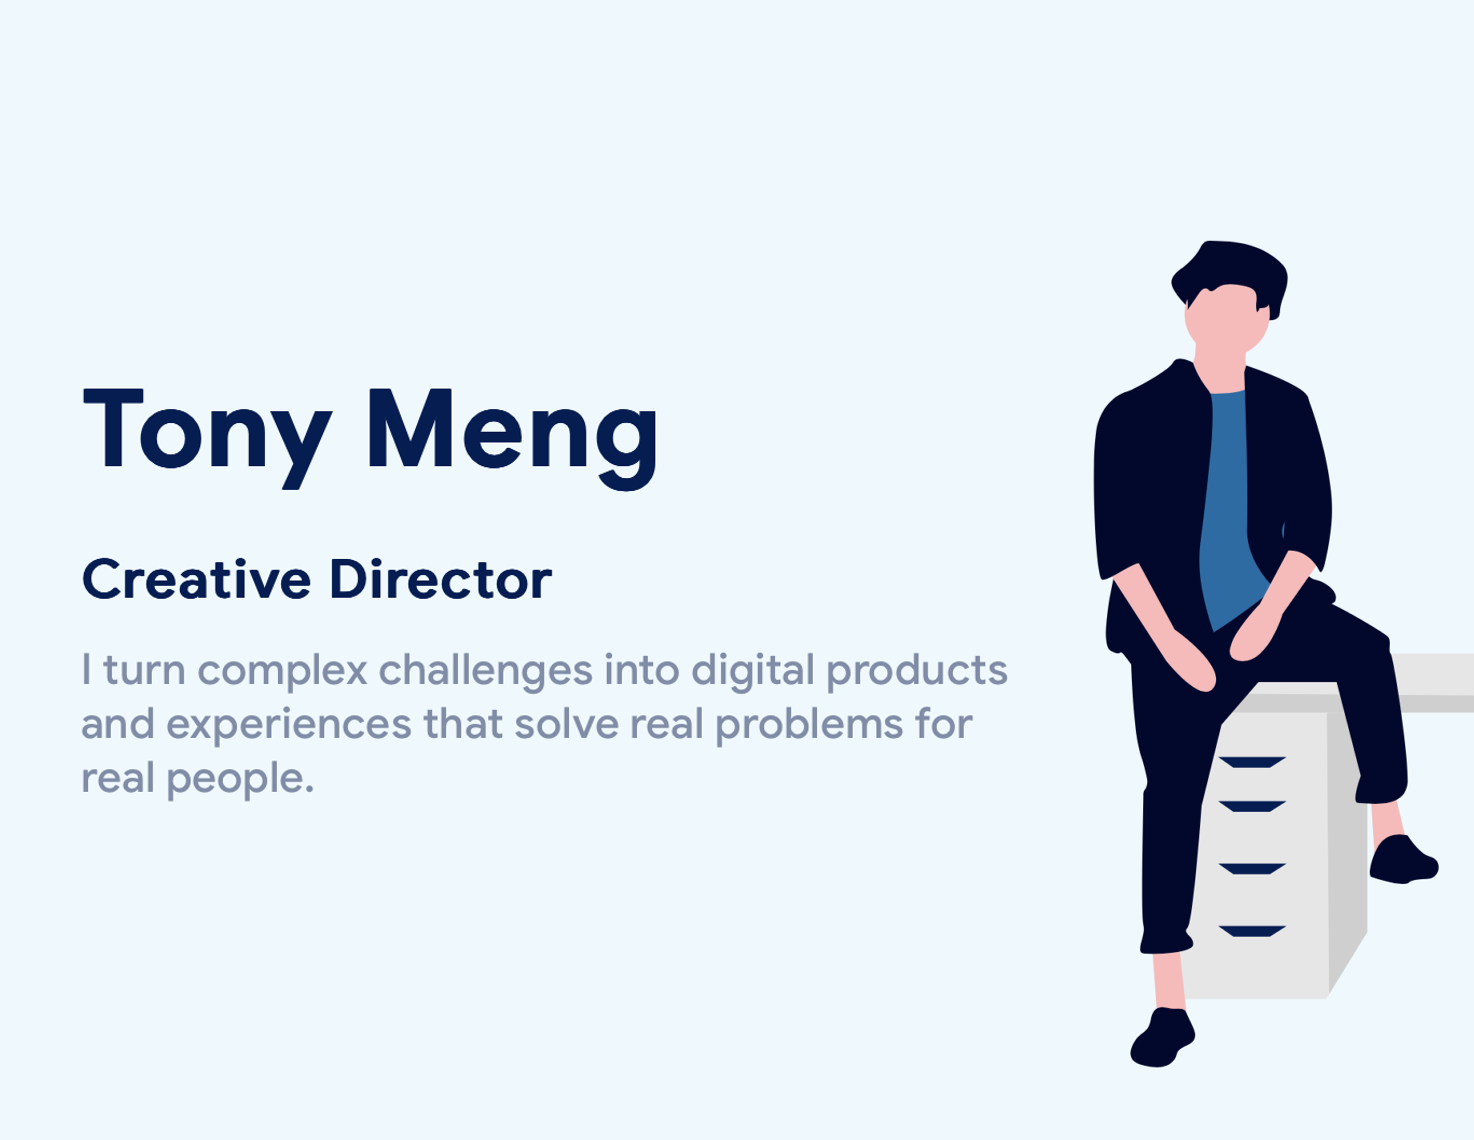 Tony Meng
Creative Director
I turn complex challenges into digital products
and experiences that solve real problems for
real people.